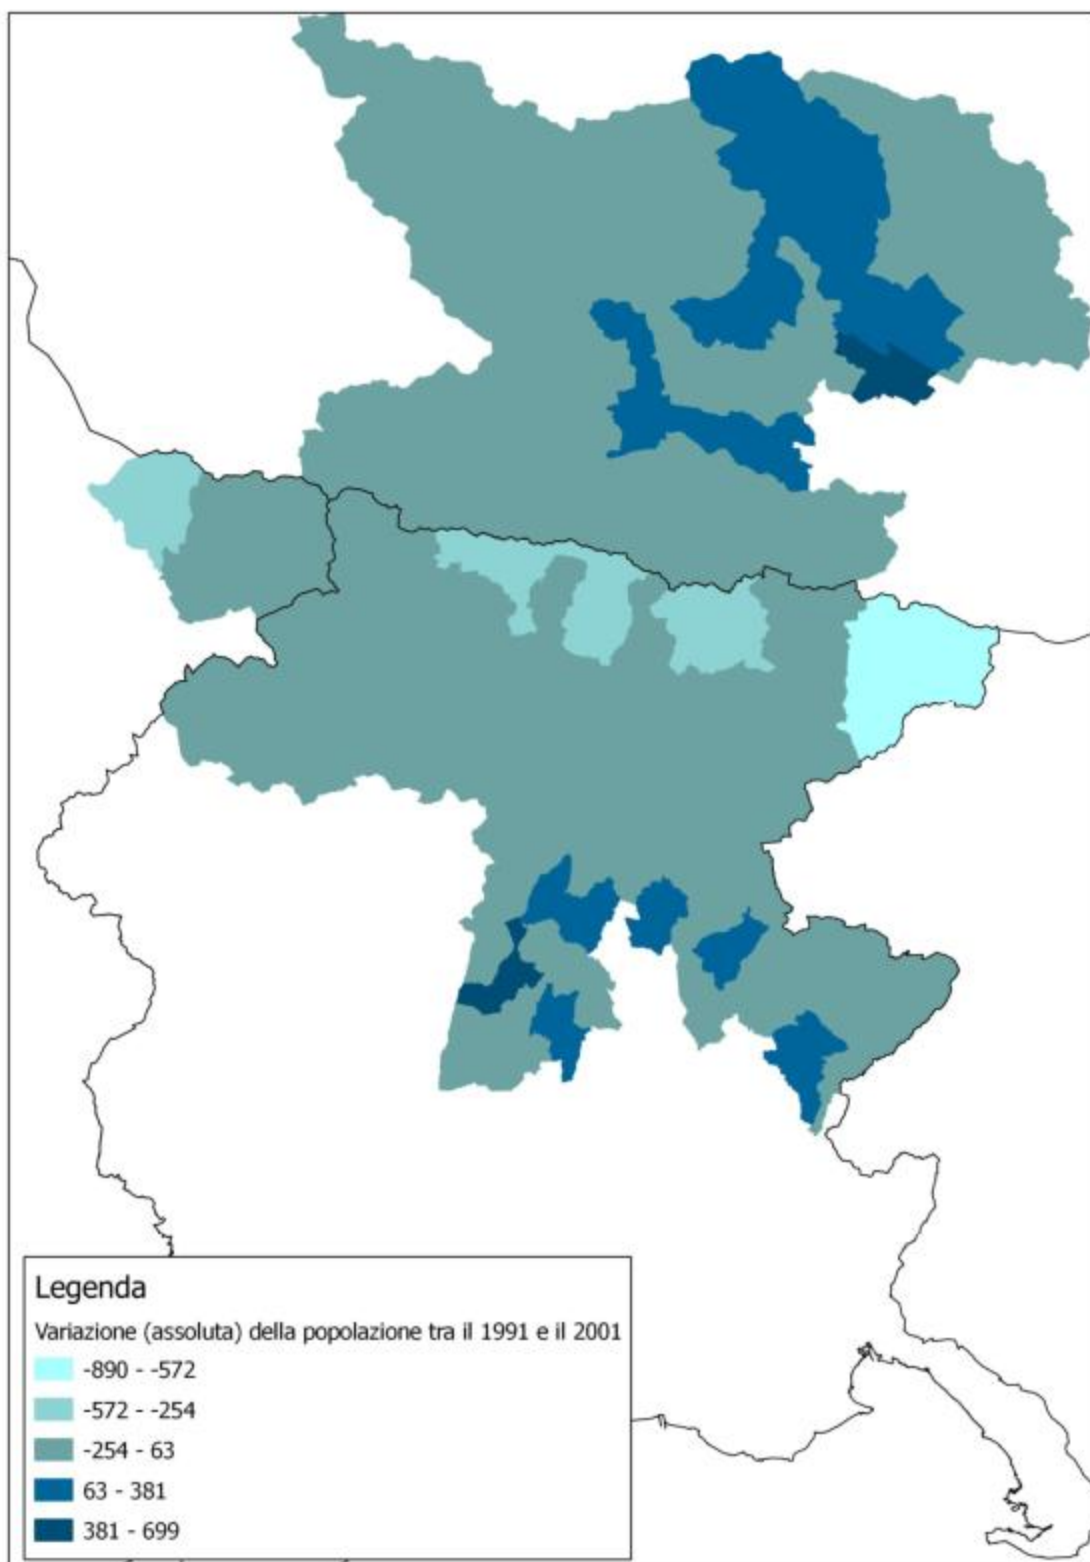 Legenda
Variazione (assoluta) della popolazione tra il 1991 e il 2001
-890 - -572
-572 - -254
-254 - 63
63 - 381
381 - 699